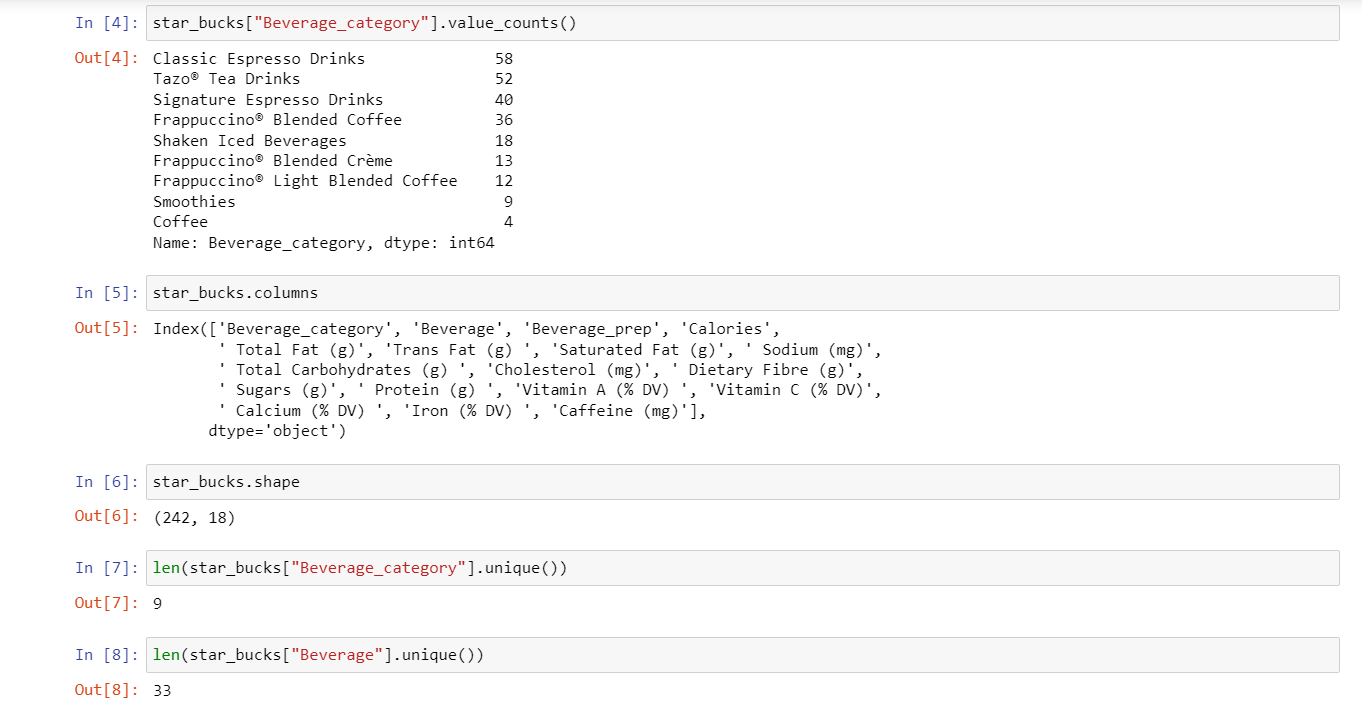 In [4]: star_bucks["Beverage_category"].value_counts()
Out[4]: Classic Espresso Drinks 58
Tazo® Tea Drinks 52
Signature Espresso Drinks 40
Frappuccino® Blended Coffee 36
Shaken Iced Beverages 18
Frappuccino® Blended Crème 13
Frappuccino® Light Blended Coffee 12
Smoothies 9
Coffee 4
Name: Beverage_category, dtype: int64
In [5]: star_bucks.columns
Out[5]: Index(['Beverage_category', 'Beverage', 'Beverage_prep', 'Calories',
' Total Fat (g)', 'Trans Fat (g) ', 'Saturated Fat (g)', ' Sodium (mg)',
' Total Carbohydrates (g) ', 'Cholesterol (mg)', ' Dietary Fibre (g)',
' Sugars (g)', ' Protein (g) ', 'Vitamin A (% DV) ', 'Vitamin C (% DV)',
' Calcium (% DV) ', 'Iron (% DV) ', 'Caffeine (mg)'],
dtype='object')
In [6]: star_bucks.shape
Out[6]: (242, 18)
In [7]: len(star_bucks["Beverage_category"].unique())
Out[7]: 9
In [8]: len(star_bucks["Beverage"].unique())
Out[8]: 33